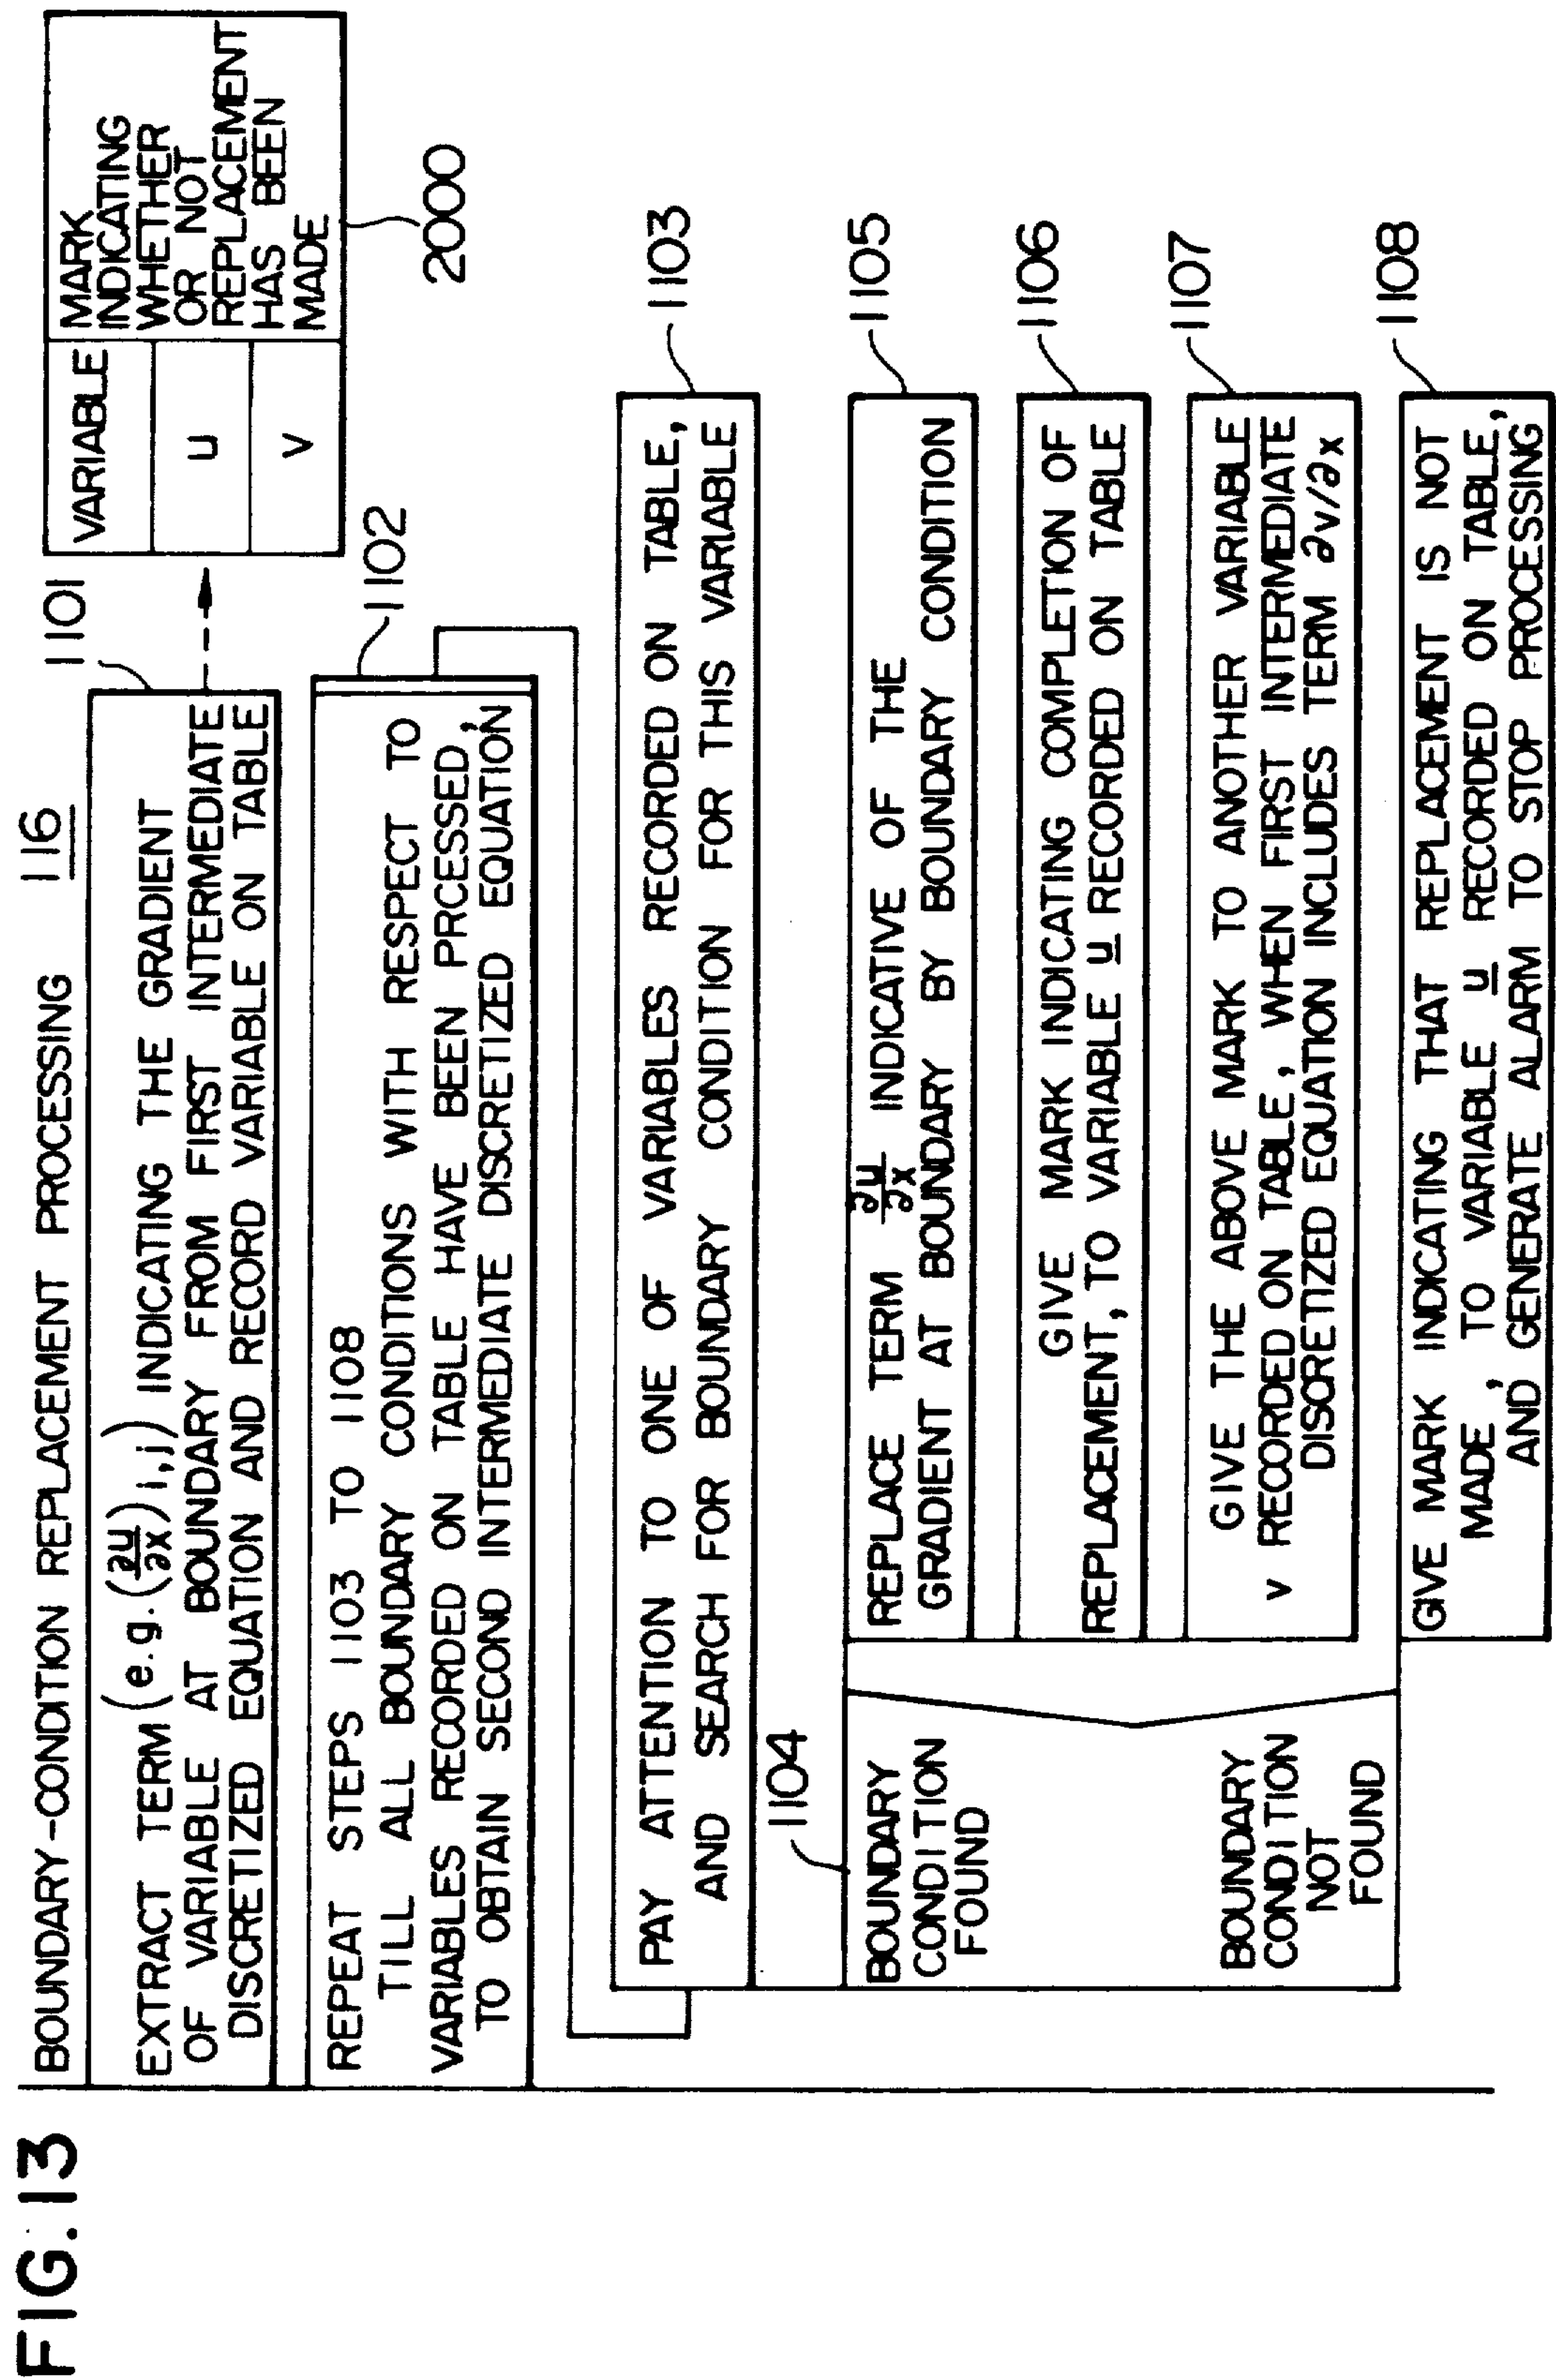 FIG. 13
BOUNDARY-CONDITION REPLACEMENT PROCESSING 116
EXTRACT TERM (e.g. (∂u/∂x) i,j) INDICATING THE GRADIENT
OF VARIABLE AT BOUNDARY FROM FIRST INTERMEDIATE
DISCRETIZED EQUATION AND RECORD VARIABLE ON TABLE
1101
VARIABLE
u
v
MARK
INDICATING
WHETHER
OR NOT
REPLACEMENT
HAS BEEN
MADE
2000
REPEAT STEPS 1103 TO 1108
TILL ALL BOUNDARY CONDITIONS WITH RESPECT TO
VARIABLES RECORDED ON TABLE HAVE BEEN PRCESSED,
TO OBTAIN SECOND INTERMEDIATE DISCRETIZED EQUATION
1102
PAY ATTENTION TO ONE OF VARIABLES RECORDED ON TABLE,
AND SEARCH FOR BOUNDARY CONDITION FOR THIS VARIABLE
1103
1104
BOUNDARY
CONDITION
FOUND
REPLACE TERM ∂u/∂x INDICATIVE OF THE
GRADIENT AT BOUNDARY BY BOUNDARY CONDITION
1105
GIVE MARK INDICATING COMPLETION OF
REPLACEMENT, TO VARIABLE u RECORDED ON TABLE
1106
GIVE THE ABOVE MARK TO ANOTHER VARIABLE
v RECORDED ON TABLE, WHEN FIRST INTERMEDIATE
DISCRETIZED EQUATION INCLUDES TERM ∂v/∂x
1107
BOUNDARY
CONDITION
NOT
FOUND
GIVE MARK INDICATING THAT REPLACEMENT IS NOT
MADE, TO VARIABLE u RECORDED ON TABLE,
AND GENERATE ALARM TO STOP PROCESSING
1108